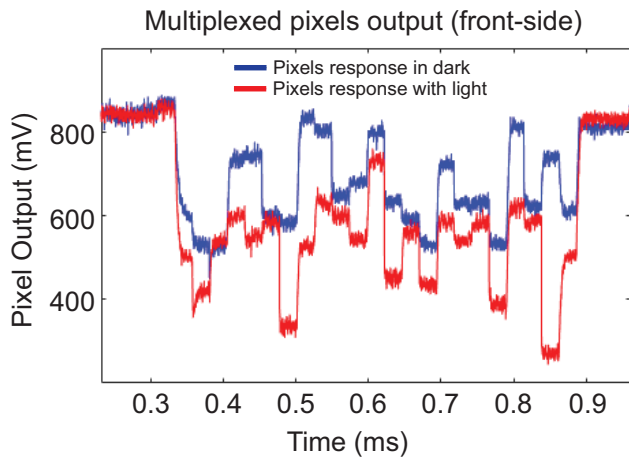 Multiplexed pixels output (front-side)
Pixels response in dark
Pixels response with light
Pixel Output (mV)
800
600
400
0.3 0.4 0.5 0.6 0.7 0.8 0.9
Time (ms)